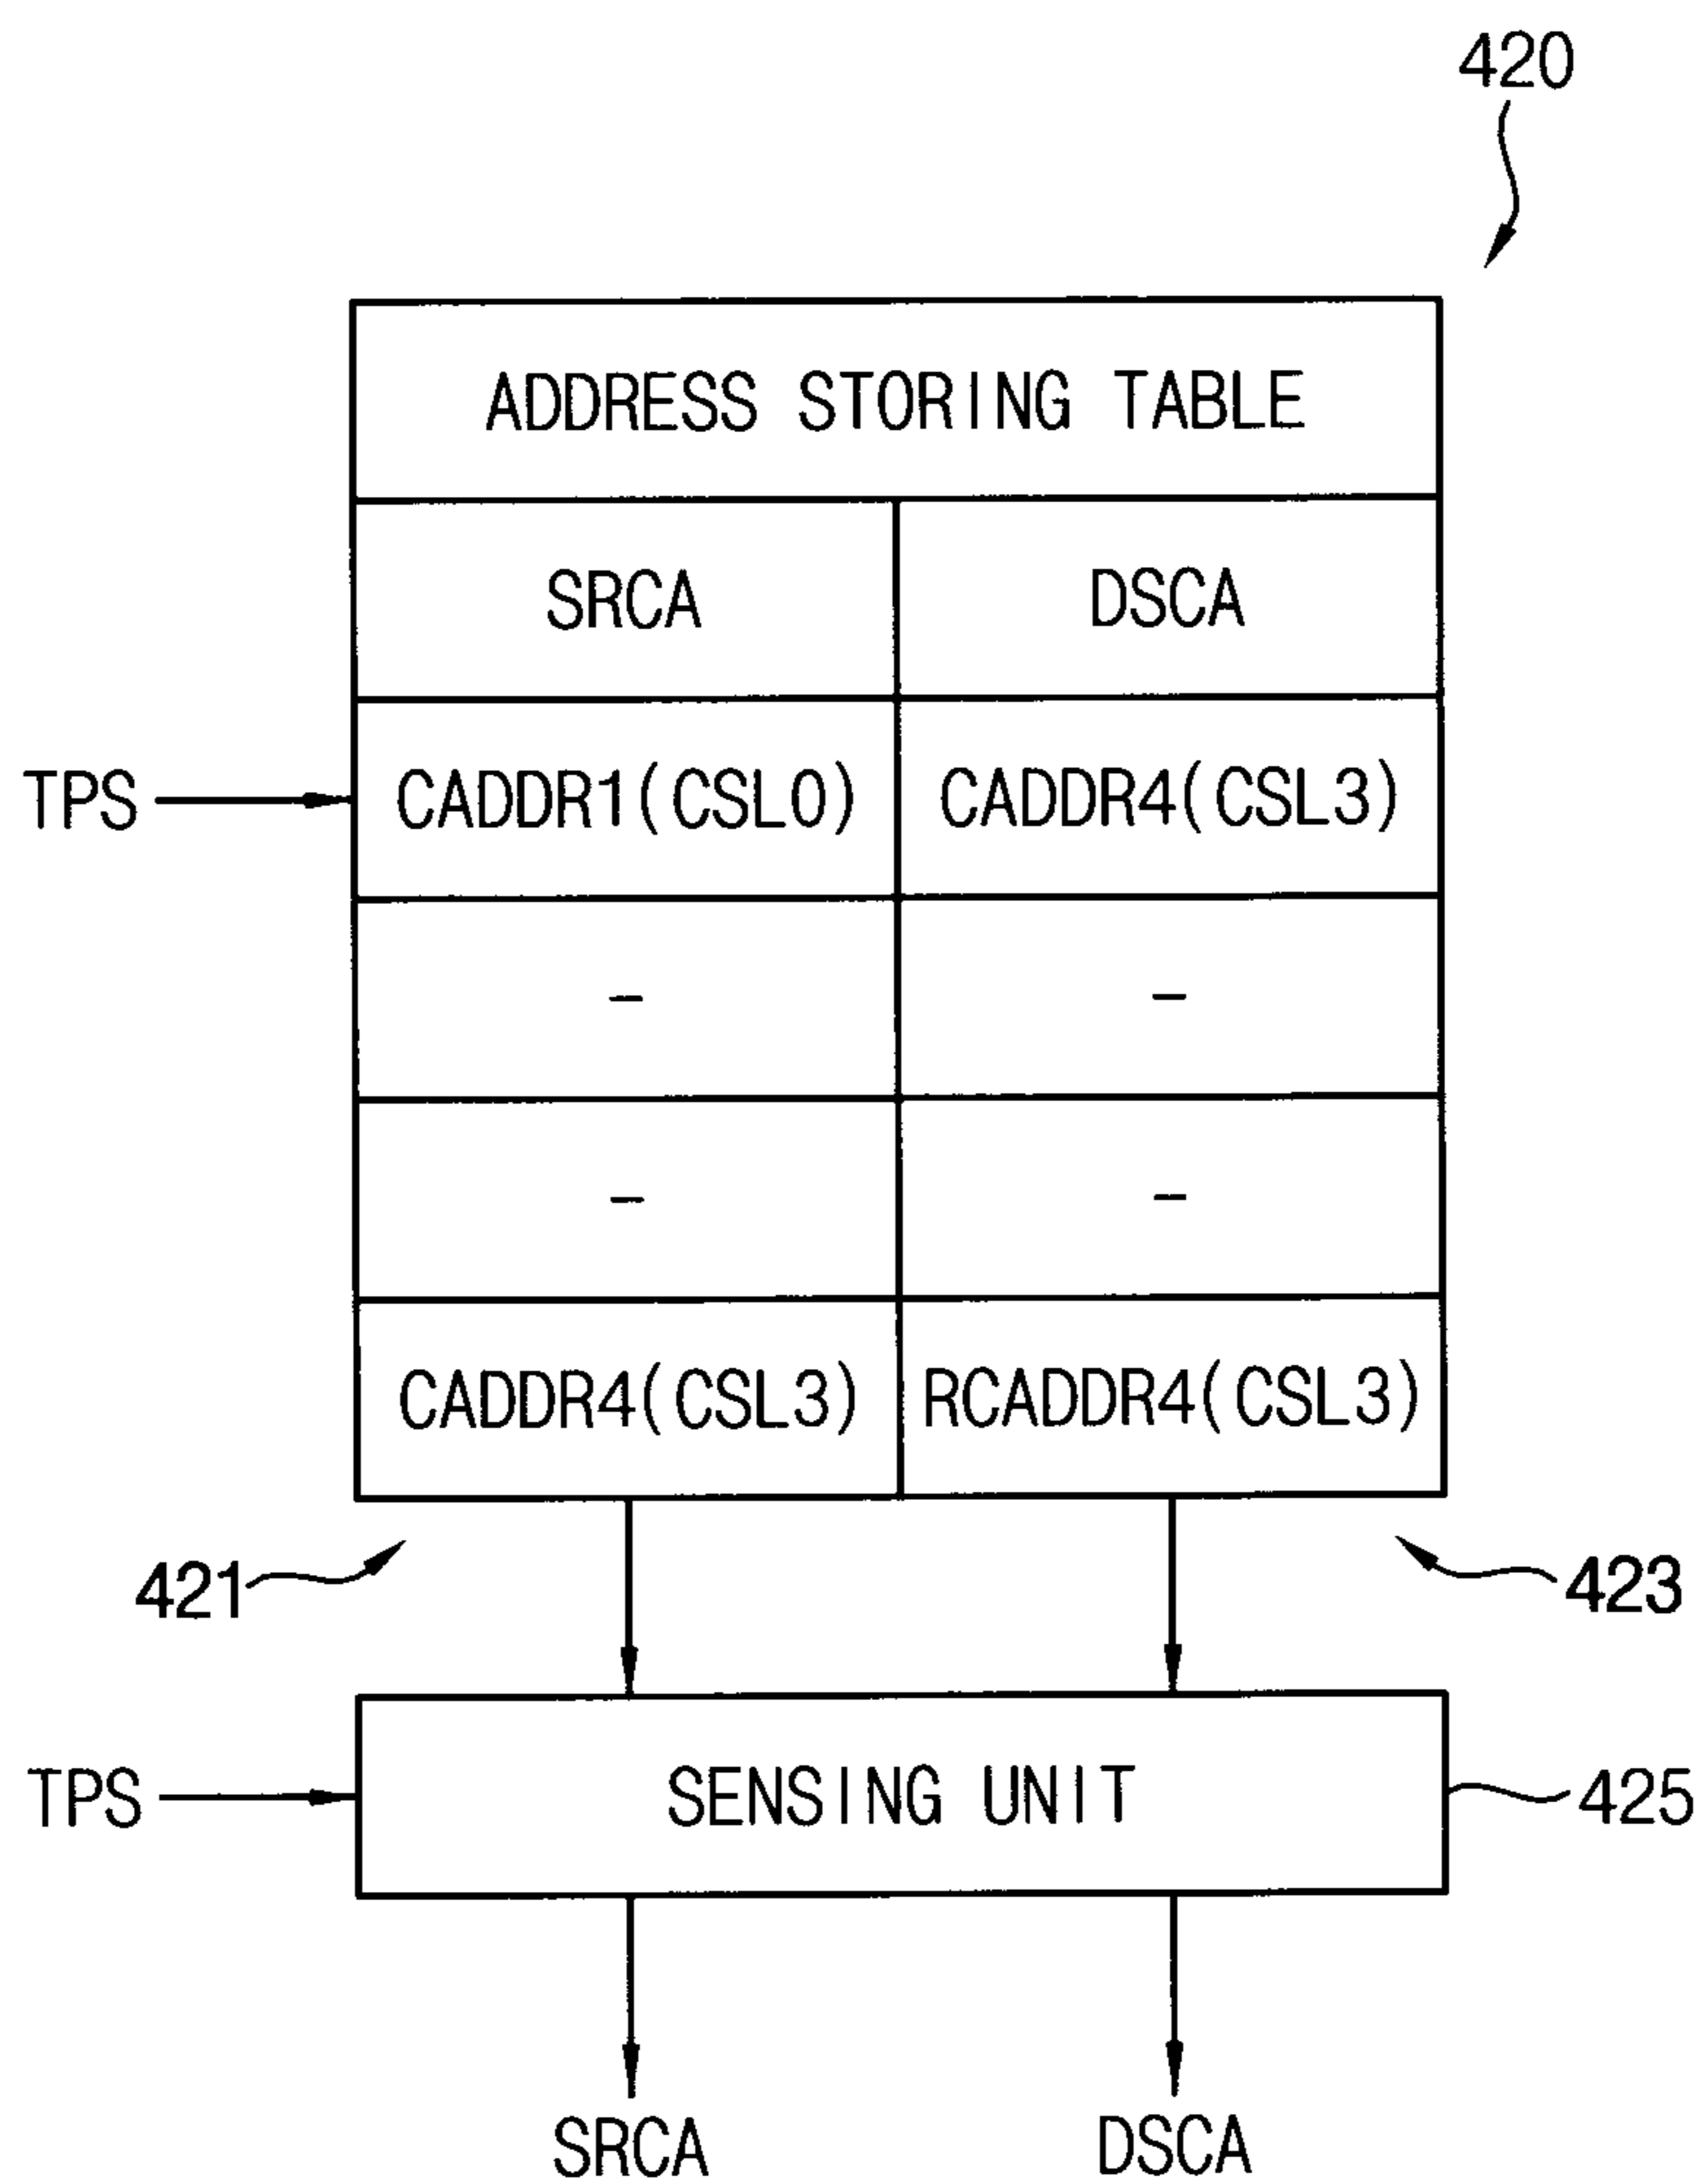 420
ADDRESS STORING TABLE
SRCA DSCA
TPS CADDR1(CSL0) CADDR4(CSL3)
- -
- -
CADDR4(CSL3) RCADDR4(CSL3)
421 423
TPS SENSING UNIT 425
SRCA DSCA